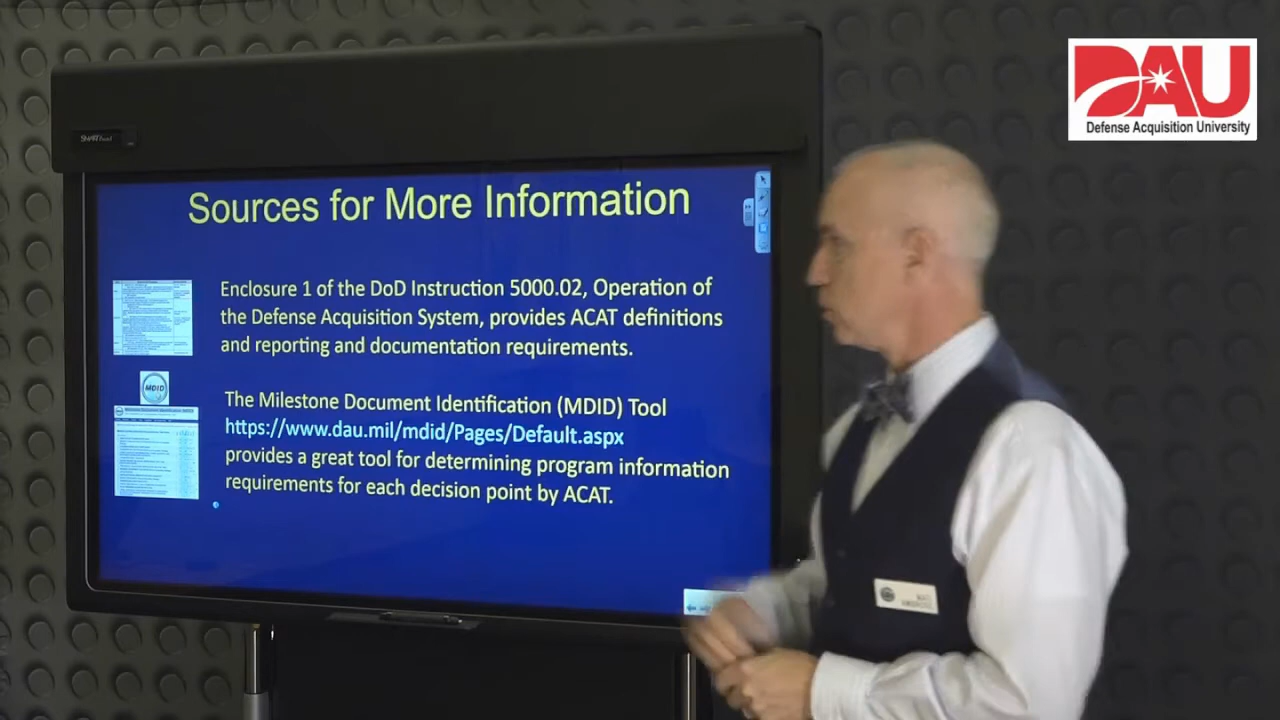 DAU
Defense Acquisition University
SMART
Sources for More Information
Enclosure 1 of the DoD Instruction 5000.02, Operation of
the Defense Acquisition System, provides ACAT definitions
and reporting and documentation requirements.
MDID
The Milestone Document Identification (MDID) Tool
https://www.dau.mil/mdid/Pages/Default.aspx
provides a great tool for determining program information
requirements for each decision point by ACAT.